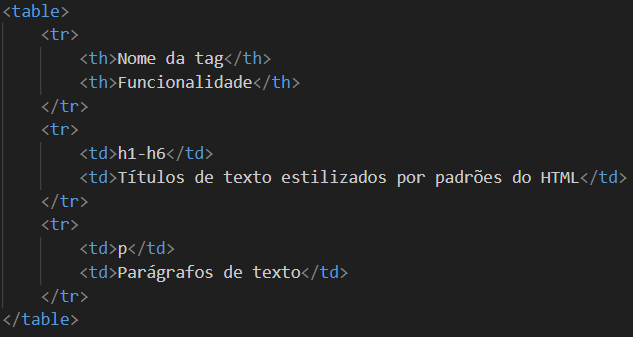 <table>
    <tr>
        <th>Nome da tag</th>
        <th>Funcionalidade</th>
    </tr>
    <tr>
        <td>h1-h6</td>
        <td>Títulos de texto estilizados por padrões do HTML</td>
    </tr>
    <tr>
        <td>p</td>
        <td>Parágrafos de texto</td>
    </tr>
</table>